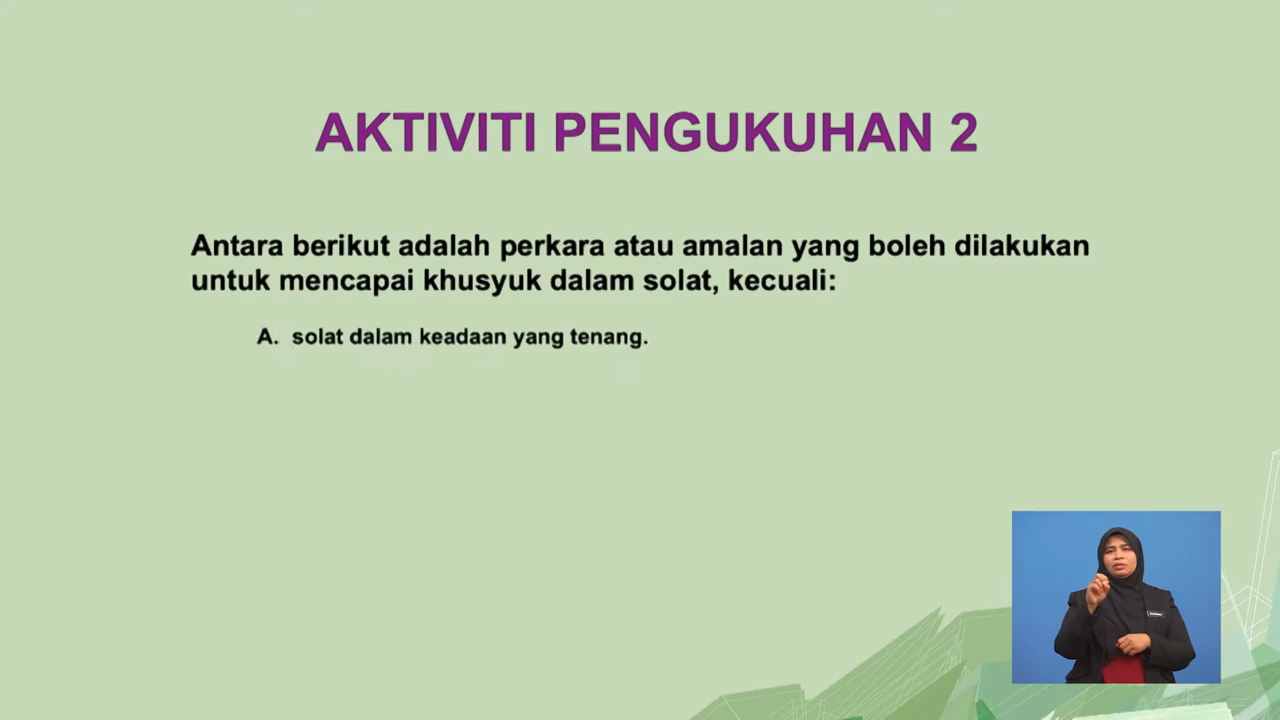 AKTIVITI PENGUKUHAN 2
Antara berikut adalah perkara atau amalan yang boleh dilakukan
untuk mencapai khusyuk dalam solat, kecuali:
A. solat dalam keadaan yang tenang.